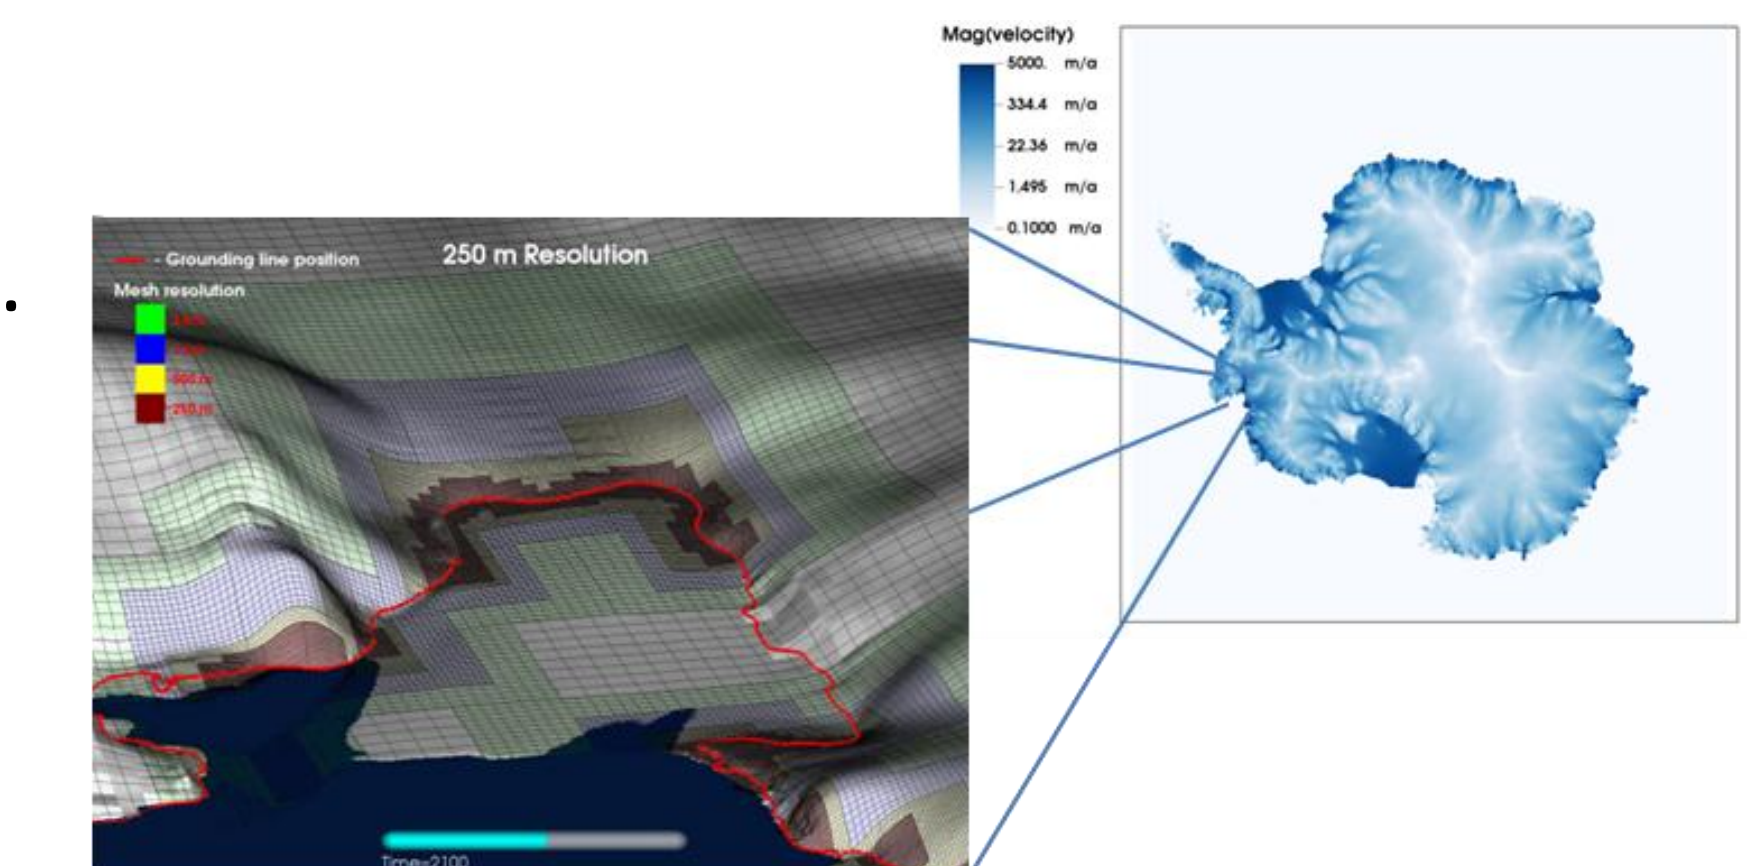 Mag(velocity)
5000. m/a
334.4 m/a
22.36 m/a
1.495 m/a
0.1000 m/a
- Grounding line position
250 m Resolution
Mesh resolution
500 m
250 m
Time=2100